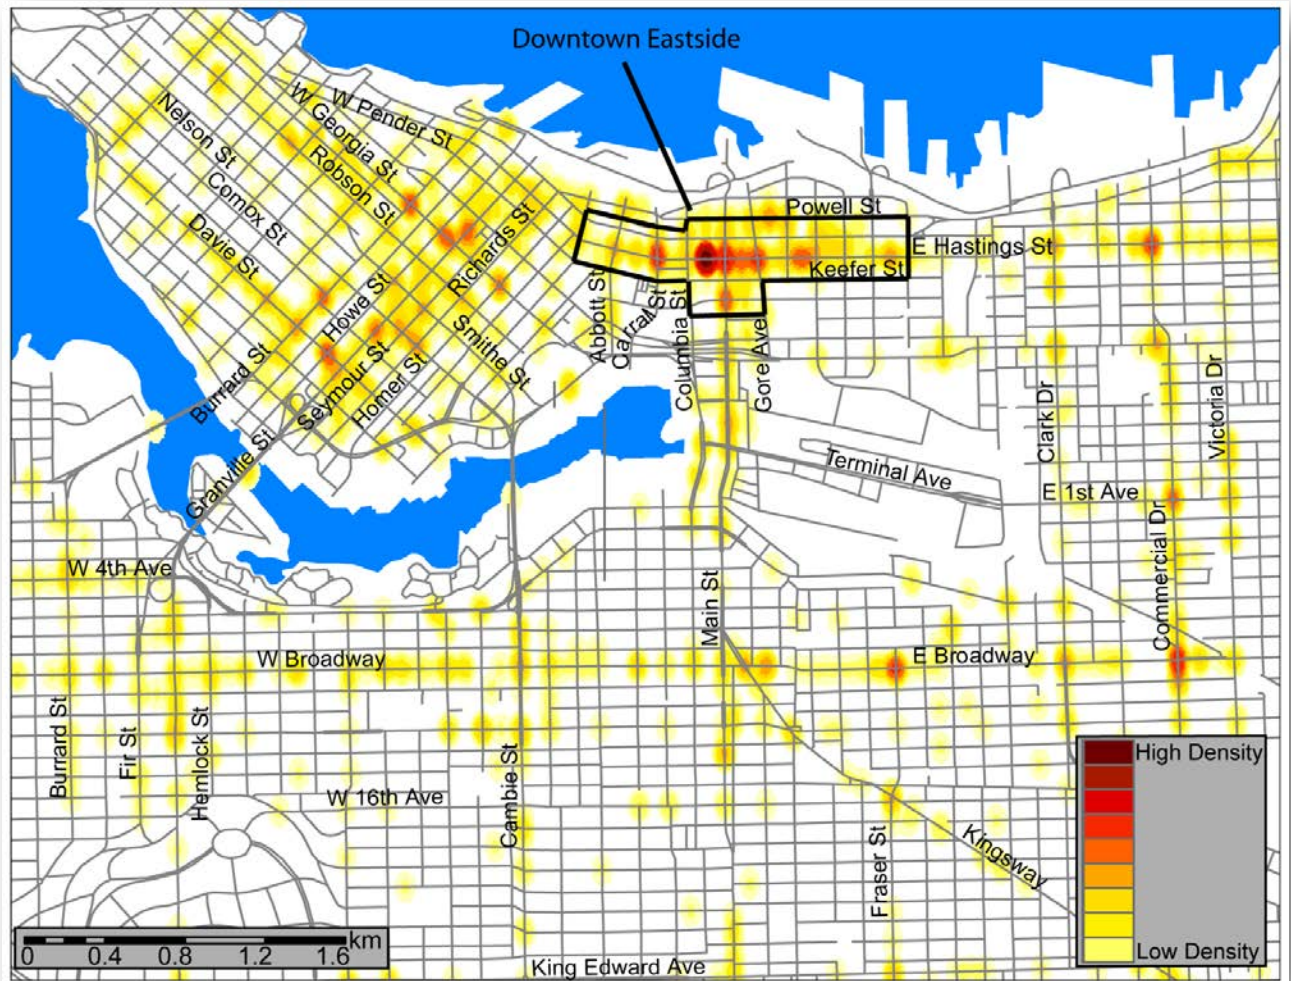 Downtown Eastside
W Pender St
W Georgia St
Nelson St
Robson St
Comox St
Davie St
Richards St
Powell St
E Hastings St
Keefer St
Howe St
Abbott St
Carrall St
Columbia St
Gore Ave
Smithe St
Burrard St
Seymour St
Homer St
Granville St
Clark Dr
Victoria Dr
Terminal Ave
E 1st Ave
Commercial Dr
W 4th Ave
Main St
W Broadway
E Broadway
Burrard St
Fir St
Hemlock St
Cambie St
W 16th Ave
Fraser St
Kingsway
King Edward Ave
High Density
Low Density
km
0 0.4 0.8 1.2 1.6